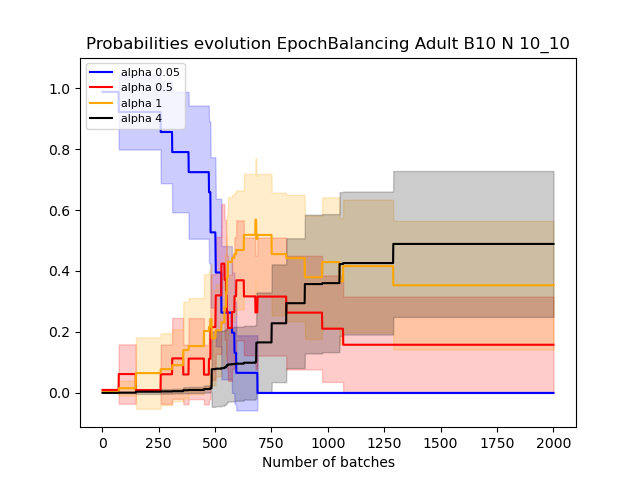 Probabilities evolution EpochBalancing Adult B10 N 10_10
alpha 0.05
alpha 0.5
alpha 1
alpha 4
1.0
0.8
0.6
0.4
0.2
0.0
0 250 500 750 1000 1250 1500 1750 2000
Number of batches